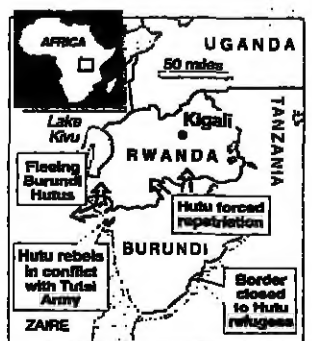 AFRICA
UGANDA
50 miles
Lake
Kivu
Kigali
TANZANIA
RWANDA
Fleeing
Burundi
Hutus
Hutu forced
repatriation
BURUNDI
Hutu rebels
in conflict
with Tutsi
Army
Border
closed
to Hutu
refugees
ZAIRE